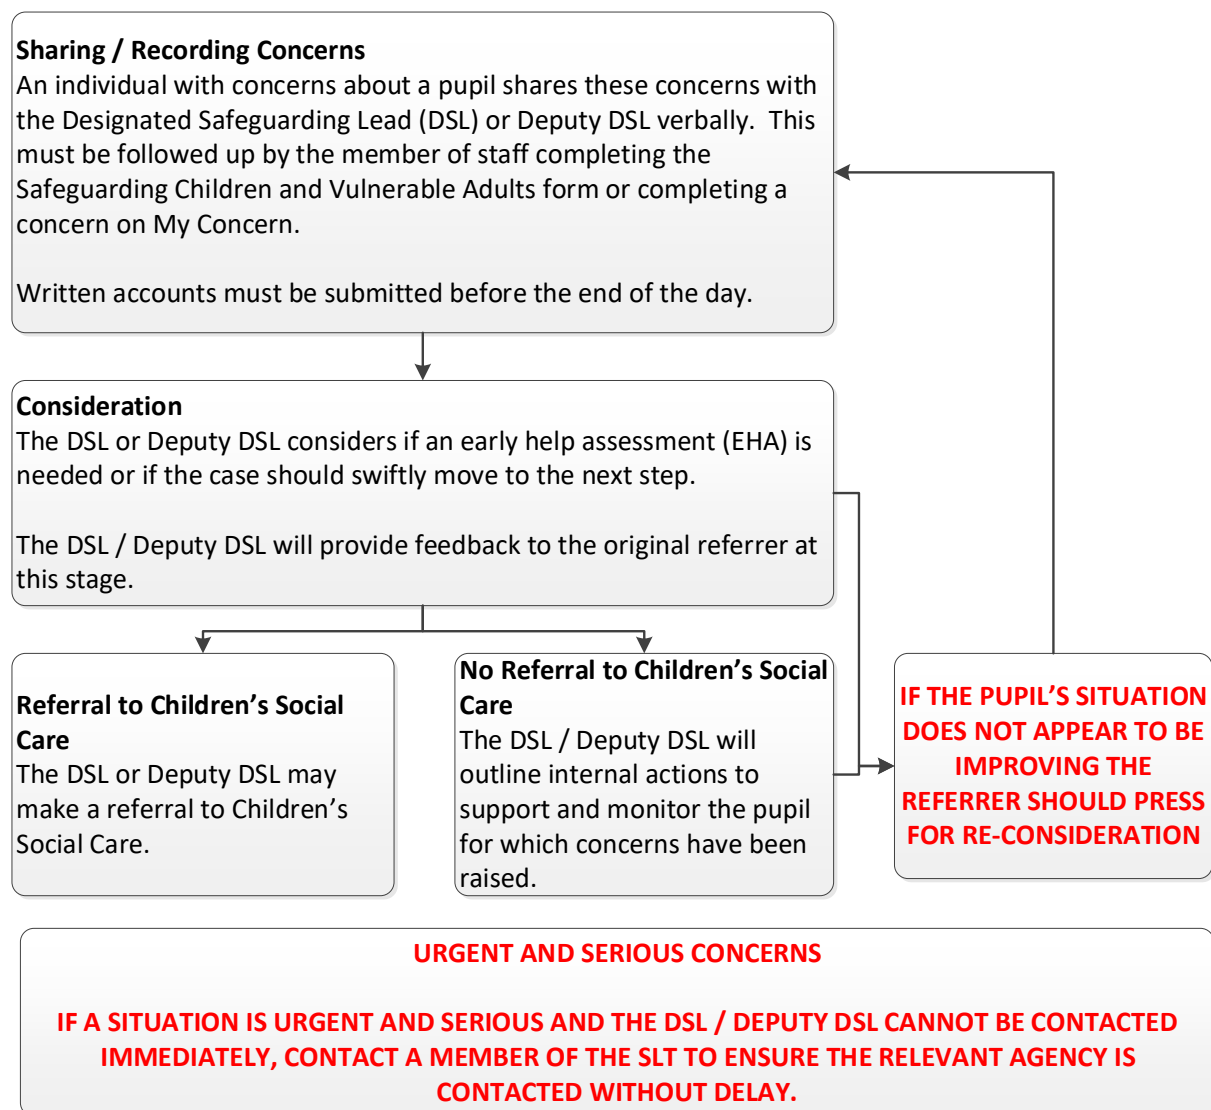 Sharing / Recording Concerns
An individual with concerns about a pupil shares these concerns with
the Designated Safeguarding Lead (DSL) or Deputy DSL verbally.  This
must be followed up by the member of staff completing the
Safeguarding Children and Vulnerable Adults form or completing a
concern on My Concern.
Written accounts must be submitted before the end of the day.
Consideration
The DSL or Deputy DSL considers if an early help assessment (EHA) is
needed or if the case should swiftly move to the next step.
The DSL / Deputy DSL will provide feedback to the original referrer at
this stage.
Referral to Children’s Social
Care
The DSL or Deputy DSL may
make a referral to Children’s
Social Care.
No Referral to Children’s Social
Care
The DSL / Deputy DSL will
outline internal actions to
support and monitor the pupil
for which concerns have been
raised.
IF THE PUPIL’S SITUATION
DOES NOT APPEAR TO BE
IMPROVING THE
REFERRER SHOULD PRESS
FOR RE-CONSIDERATION
URGENT AND SERIOUS CONCERNS
IF A SITUATION IS URGENT AND SERIOUS AND THE DSL / DEPUTY DSL CANNOT BE CONTACTED
IMMEDIATELY, CONTACT A MEMBER OF THE SLT TO ENSURE THE RELEVANT AGENCY IS
CONTACTED WITHOUT DELAY.